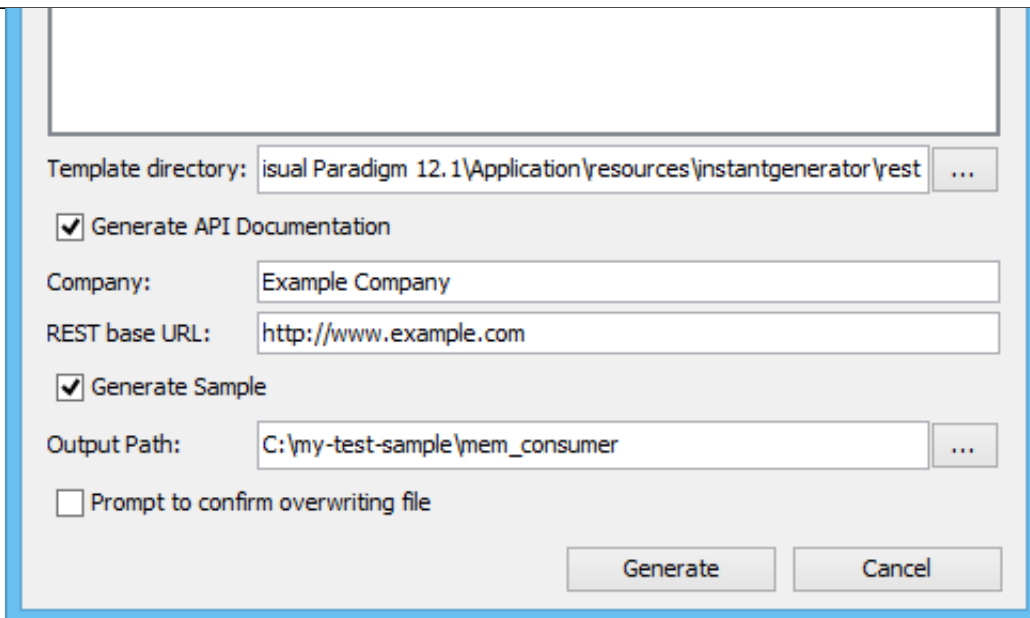 Template directory: isual Paradigm 12.1\Application\resources\instantgenerator\rest ...
Generate API Documentation
Company: Example Company
REST base URL: http://www.example.com
Generate Sample
Output Path: C:\my-test-sample\mem_consumer ...
Prompt to confirm overwriting file
Generate Cancel